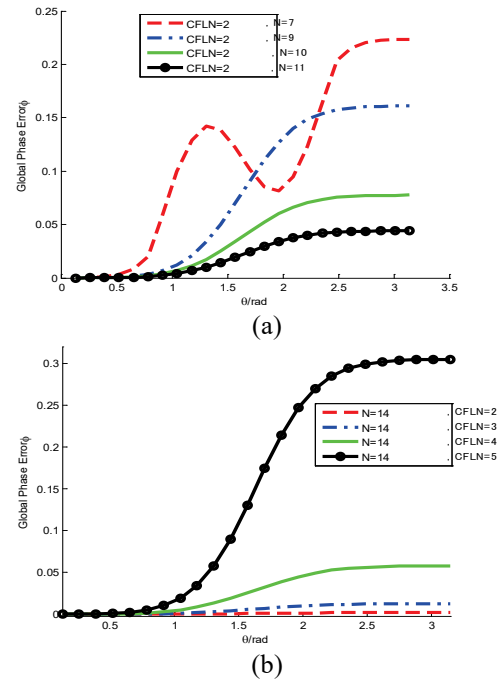 0.25
0.2
0.15
0.1
0.05
0
Global Phase Errorϕ
CFLN=2 , N=7
CFLN=2 , N=9
CFLN=2 , N=10
CFLN=2 , N=11
0 0.5 1 1.5 2 2.5 3 3.5
θ/rad
(a)
0.3
0.25
0.2
0.15
0.1
0.05
0
Global Phase Errorϕ
N=14 , CFLN=2
N=14 , CFLN=3
N=14 , CFLN=4
N=14 , CFLN=5
0.5 1 1.5 2 2.5 3
θ/rad
(b)